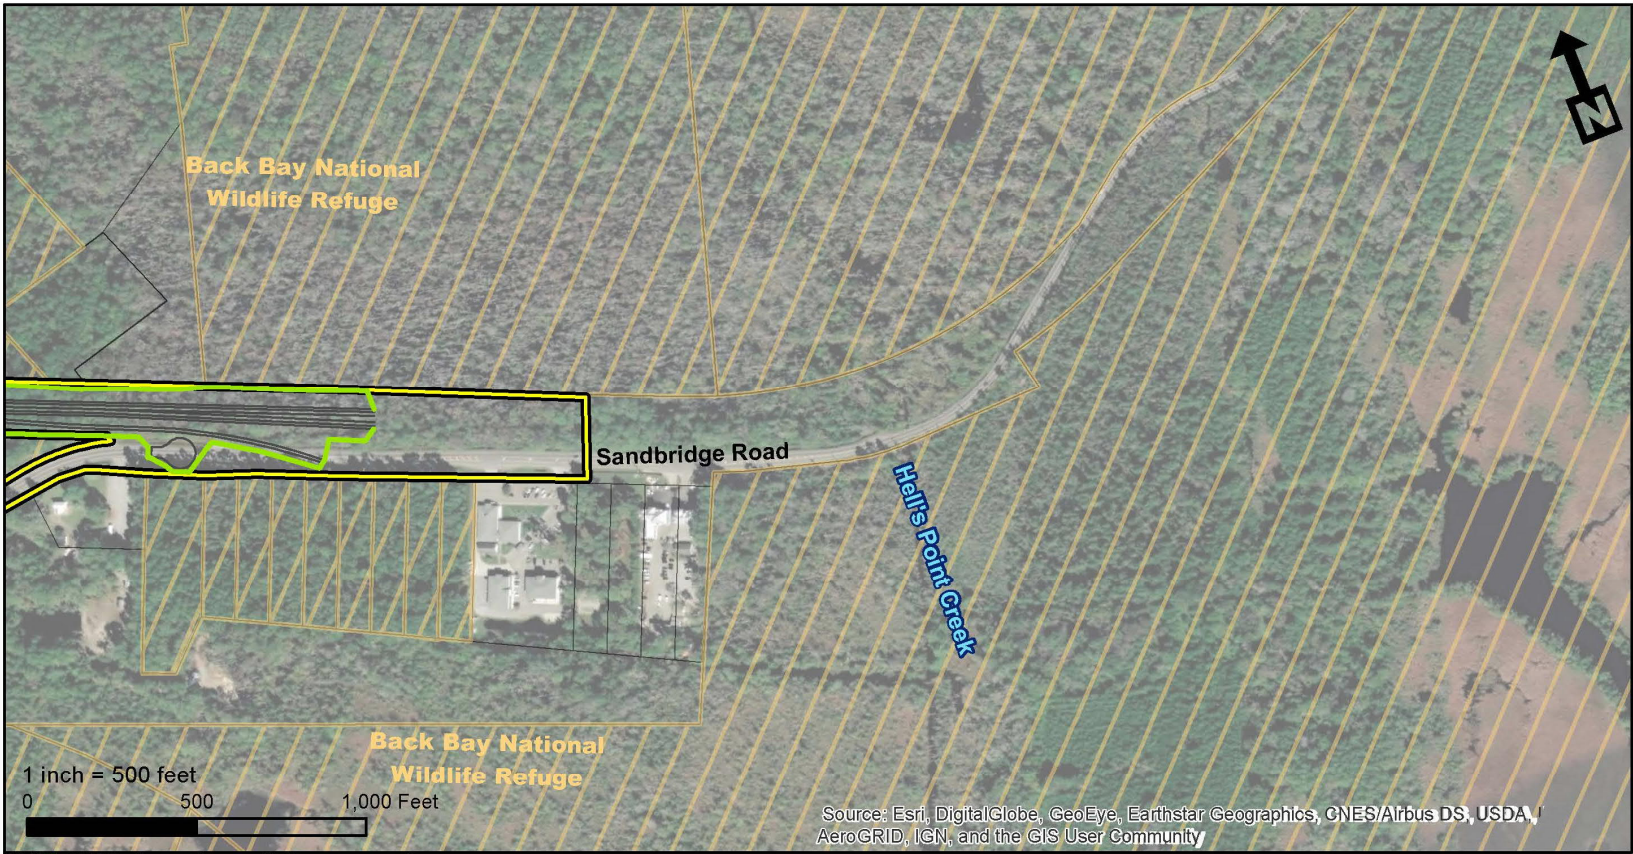 N
Back Bay National
Wildlife Refuge
Sandbridge Road
Hell's Point Creek
Back Bay National
Wildlife Refuge
1 inch = 500 feet
0 500 1,000 Feet
Source: Esri, DigitalGlobe, GeoEye, Earthstar Geographics, CNES/Airbus DS, USDA,
AeroGRID, IGN, and the GIS User Community